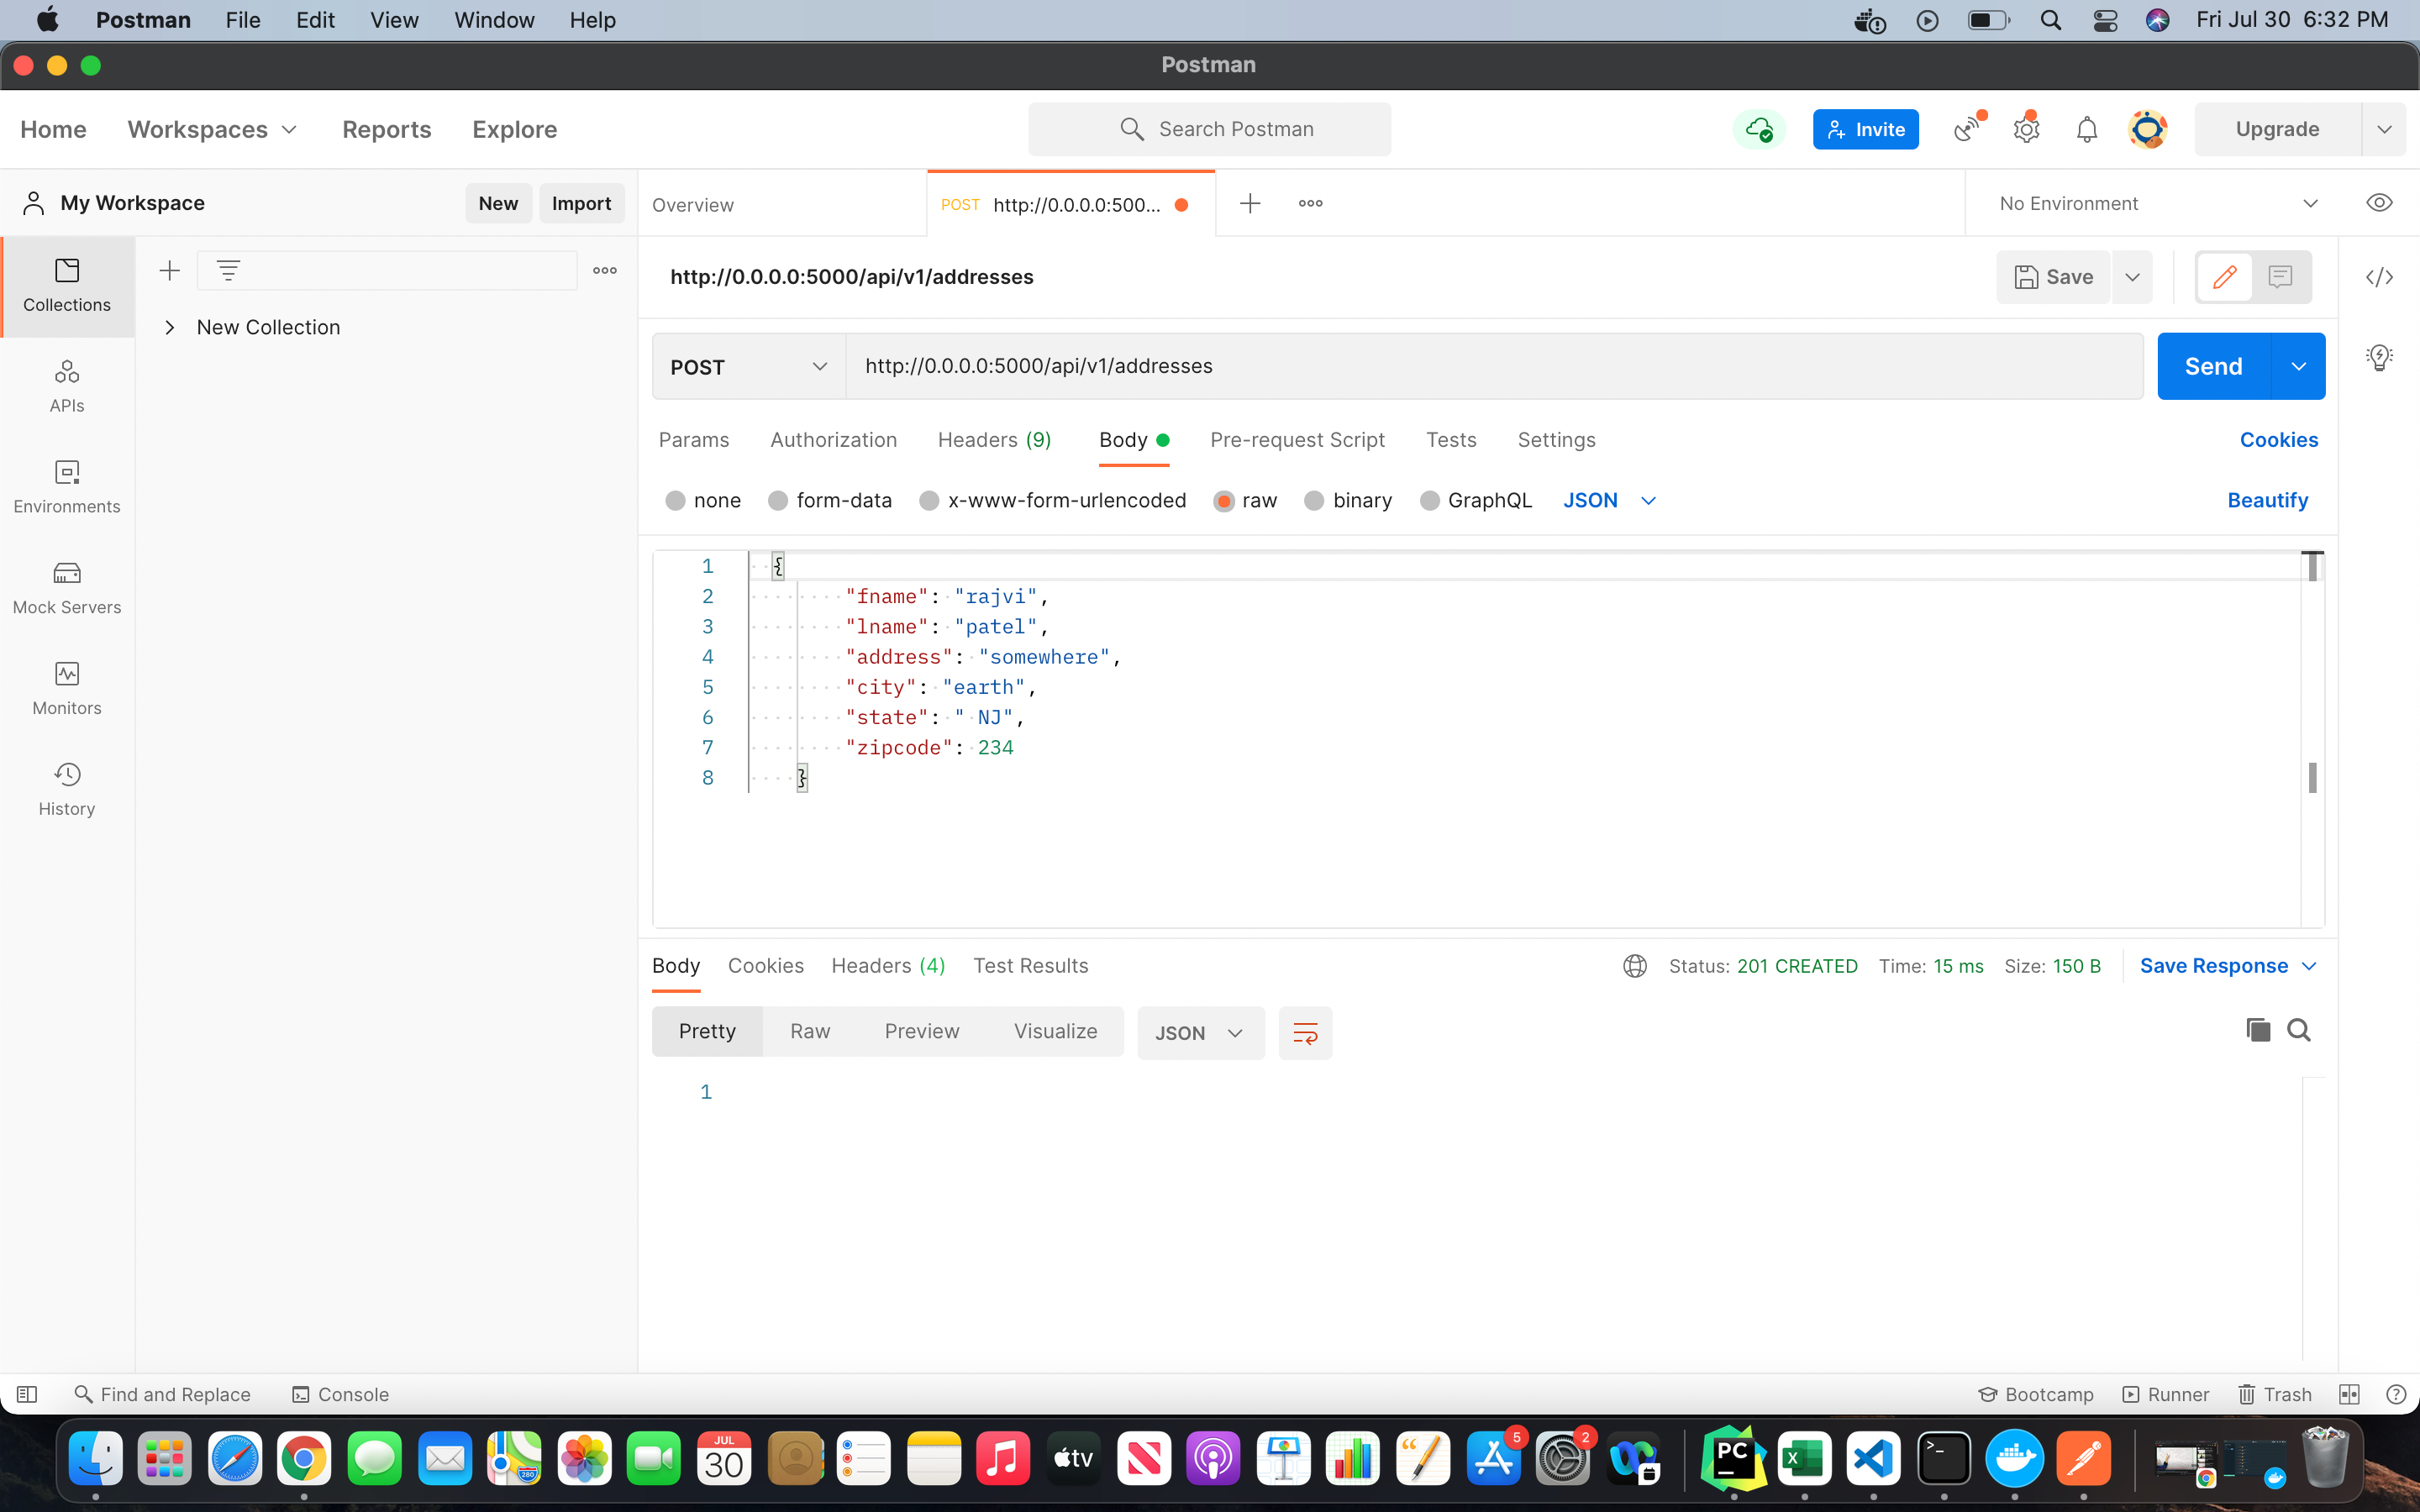 Postman File Edit View Window Help Fri Jul 30 6:32 PM
Postman
Home Workspaces Reports Explore Search Postman Invite Upgrade
My Workspace New Import Overview POST http://0.0.0.0:500... No Environment
Collections
New Collection
APIs
Environments
Mock Servers
Monitors
History
http://0.0.0.0:5000/api/v1/addresses Save
POST http://0.0.0.0:5000/api/v1/addresses Send
Params Authorization Headers (9) Body Pre-request Script Tests Settings Cookies
none form-data x-www-form-urlencoded raw binary GraphQL JSON Beautify
1 {
2 "fname": "rajvi",
3 "lname": "patel",
4 "address": "somewhere",
5 "city": "earth",
6 "state": " NJ",
7 "zipcode": 234
8 }
Body Cookies Headers (4) Test Results Status: 201 CREATED Time: 15 ms Size: 150 B Save Response
Pretty Raw Preview Visualize JSON
1
Find and Replace Console Bootcamp Runner Trash
280 JUL 30 tv 5 2 PC X >_